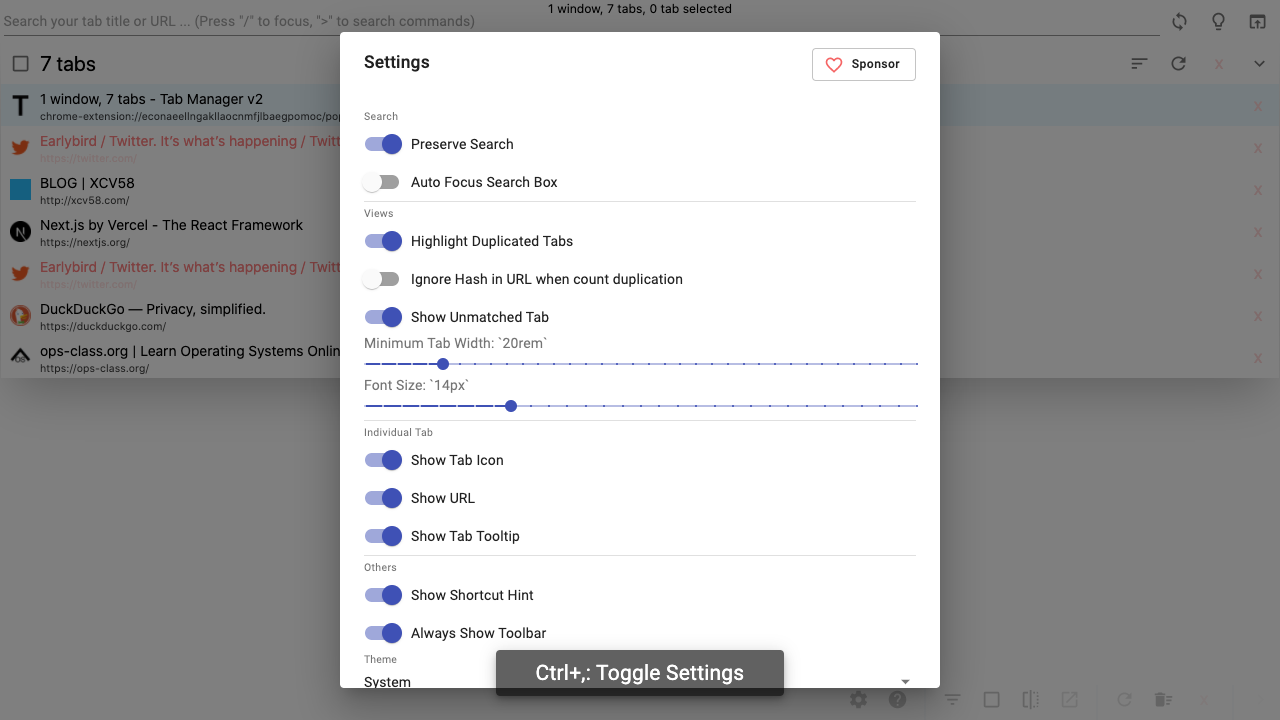 1 window, 7 tabs, 0 tab selected
Search your tab title or URL ... (Press "/" to focus, ">" to search commands)
7 tabs
x
1 window, 7 tabs - Tab Manager v2
chrome-extension://econaeellngakllaocnmfjlbaegpomoc/pop
x
Earlybird / Twitter. It's what's happening / Twitt
https://twitter.com/
x
BLOG | XCV58
http://xcv58.com/
x
Next.js by Vercel - The React Framework
https://nextjs.org/
x
Earlybird / Twitter. It's what's happening / Twitt
https://twitter.com/
x
DuckDuckGo — Privacy, simplified.
https://duckduckgo.com/
x
ops-class.org | Learn Operating Systems Onlin
https://ops-class.org/
x
Settings
Sponsor
Search
Preserve Search
Auto Focus Search Box
Views
Highlight Duplicated Tabs
Ignore Hash in URL when count duplication
Show Unmatched Tab
Minimum Tab Width: `20rem`
Font Size: `14px`
Individual Tab
Show Tab Icon
Show URL
Show Tab Tooltip
Others
Show Shortcut Hint
Always Show Toolbar
Theme
System
Ctrl+,: Toggle Settings